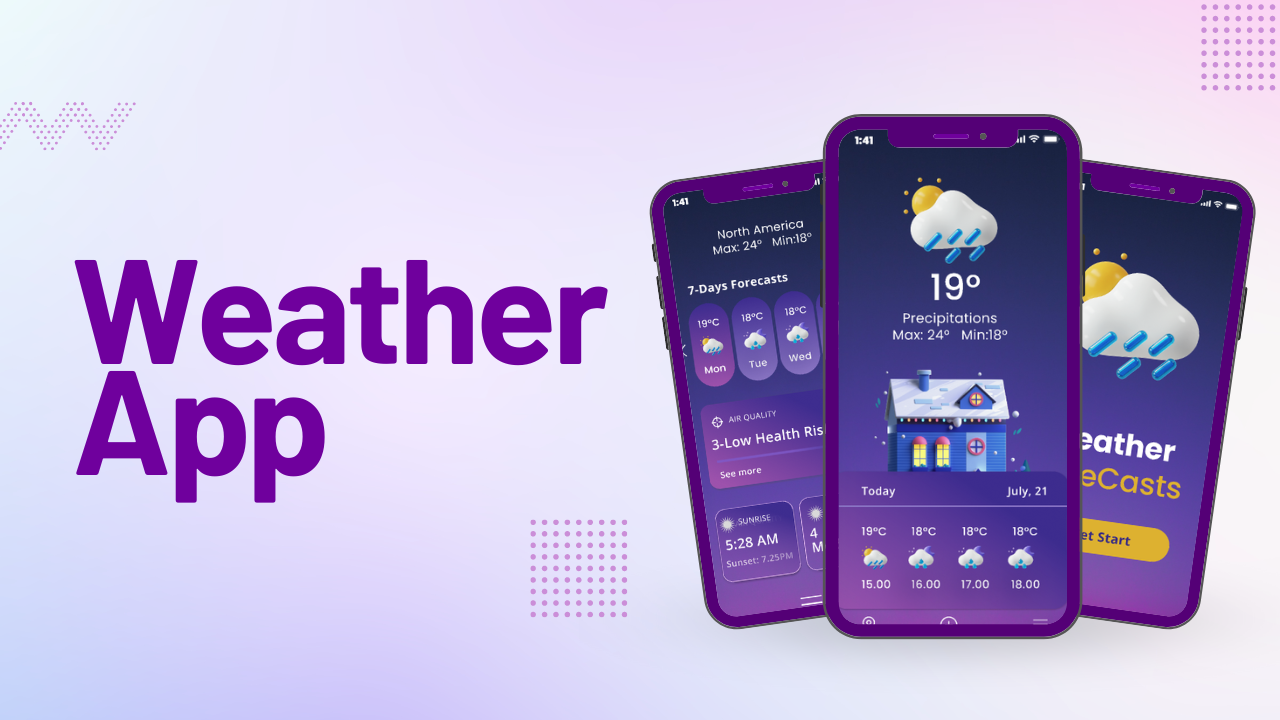 Weather
App
1:41
North America
Max: 24° Min:18°
7-Days Forecasts
19°C
18°C
18°C
Mon
Tue
Wed
AIR QUALITY
3-Low Health Ris
See more
SUNRISE
5:28 AM
Sunset: 7.25PM
4
M
1:41
19°
Precipitations
Max: 24° Min:18°
Today July, 21
19°C 18°C 18°C 18°C
15.00 16.00 17.00 18.00
eather
eCasts
et Start